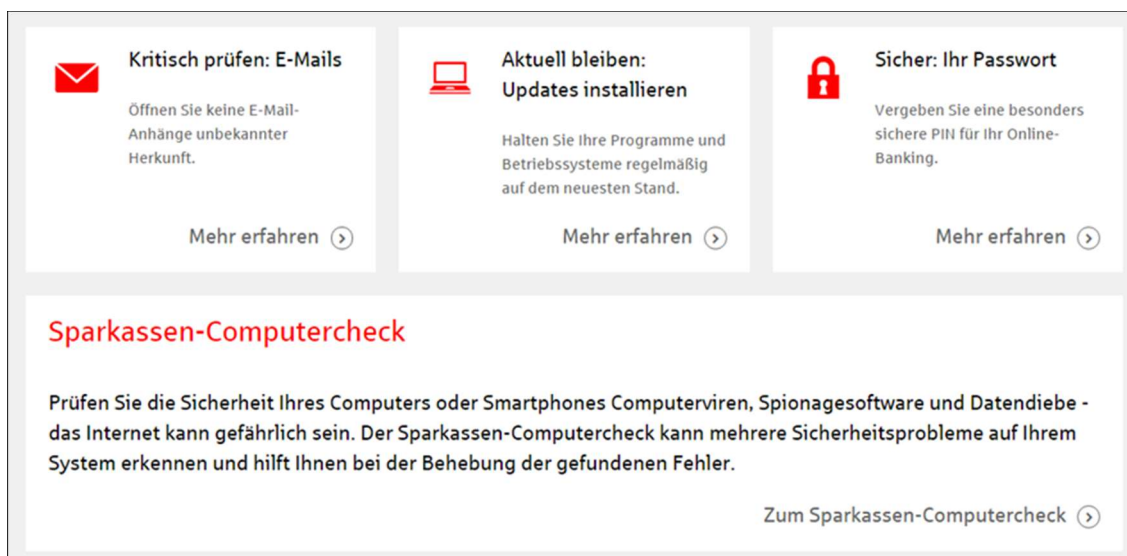 Kritisch prüfen: E-Mails
Öffnen Sie keine E-Mail-
Anhänge unbekannter
Herkunft.
Mehr erfahren
Aktuell bleiben:
Updates installieren
Halten Sie Ihre Programme und
Betriebssysteme regelmäßig
auf dem neuesten Stand.
Mehr erfahren
Sicher: Ihr Passwort
Vergeben Sie eine besonders
sichere PIN für Ihr Online-
Banking.
Mehr erfahren
Sparkassen-Computercheck
Prüfen Sie die Sicherheit Ihres Computers oder Smartphones Computerviren, Spionagesoftware und Datendiebe -
das Internet kann gefährlich sein. Der Sparkassen-Computercheck kann mehrere Sicherheitsprobleme auf Ihrem
System erkennen und hilft Ihnen bei der Behebung der gefundenen Fehler.
Zum Sparkassen-Computercheck